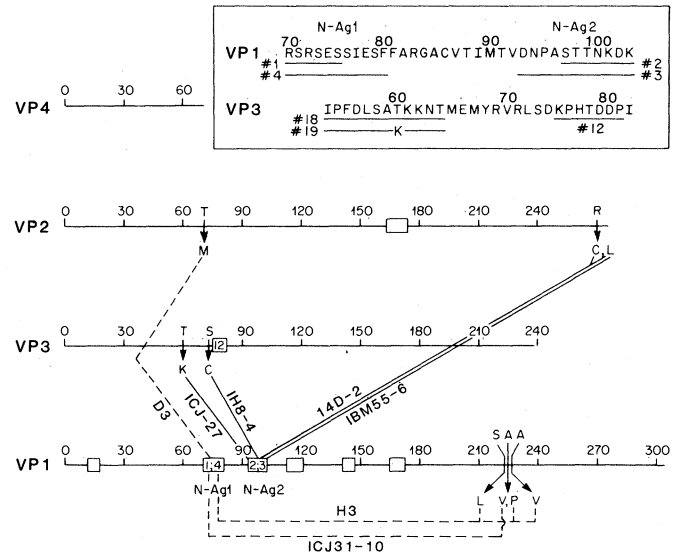 N-Ag1 N-Ag2
70 80 90 100
VP1 RSRSESSIESFFARGACVTIMTVDNPASTTNKDK
#1 #2
#4 #3
VP3 60 70 80
IPFDLSATKKNTMEMYRVRLSDKPHTDDPI
#18
#19 K #12
0 30 60
VP4
0 30 60 T 90 120 150 180 210 240 R
VP2
M C, L
0 30 T S 90 120 150 180 210 240
60
VP3 12
K C
D3 ICJ-27 IH8-4 14D-2 IBM55-6
S A A
0 30 60 90 120 150 180 210 240 270 300
VP1 1;4 2;3
N-Ag1 N-Ag2 L V, P V
H3
ICJ31-10